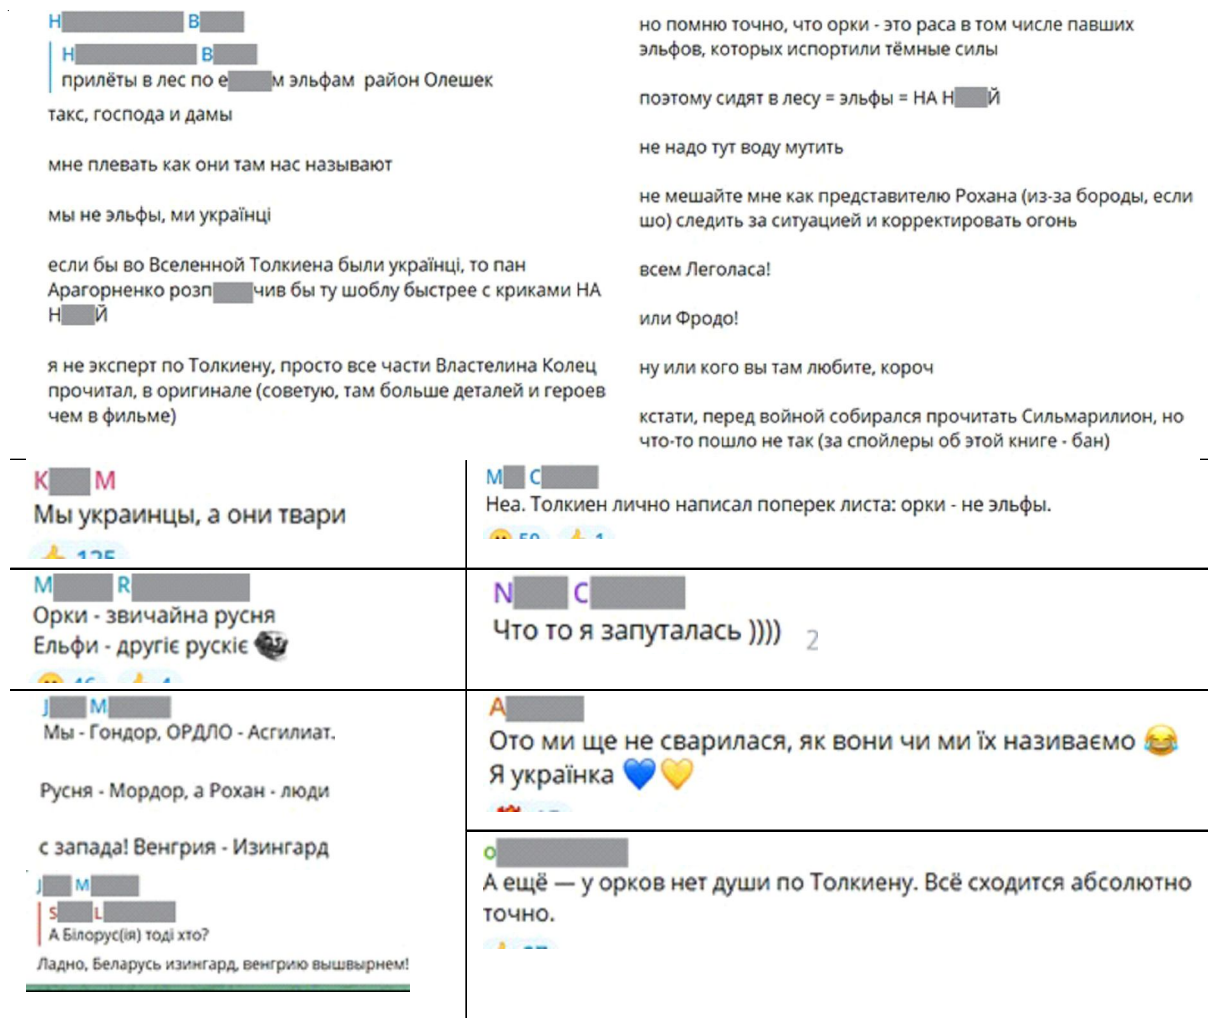 Н В
Н В
прилёты в лес по е м эльфам район Олешек
такс, господа и дамы
мне плевать как они там нас называют
мы не эльфы, ми українці
если бы во Вселенной Толкиена были українці, то пан
Арагорненко розп чив бы ту шоблу быстрее с криками НА
Н Й
я не эксперт по Толкиену, просто все части Властелина Колец
прочитал, в оригинале (советую, там больше деталей и героев
чем в фильме)
но помню точно, что орки - это раса в том числе павших
эльфов, которых испортили тёмные силы
поэтому сидят в лесу = эльфы = НА Н Й
не надо тут воду мутить
не мешайте мне как представителю Рохана (из-за бороды, если
шо) следить за ситуацией и корректировать огонь
всем Леголаса!
или Фродо!
ну или кого вы там любите, короч
кстати, перед войной собирался прочитать Сильмарилион, но
что-то пошло не так (за спойлеры об этой книге - бан)
К М
Мы украинцы, а они твари
125
М С
Неа. Толкиен лично написал поперек листа: орки - не эльфы.
50 1
M R
Орки - звичайна русня
Ельфи - другіє рускіє
46 4
N C
Что то я запуталась ))))
2
J M
Мы - Гондор, ОРДЛО - Асгилиат.
Русня - Мордор, а Рохан - люди
с запада! Венгрия - Изингард
J M
S L
А Білорус(ія) тоді хто?
Ладно, Беларусь изингард, венгрию вышвырнем!
А
Ото ми ще не сварилася, як вони чи ми їх називаємо 😂
Я українка 💙💛
о
А ещё — у орков нет души по Толкиену. Всё сходится абсолютно
точно.